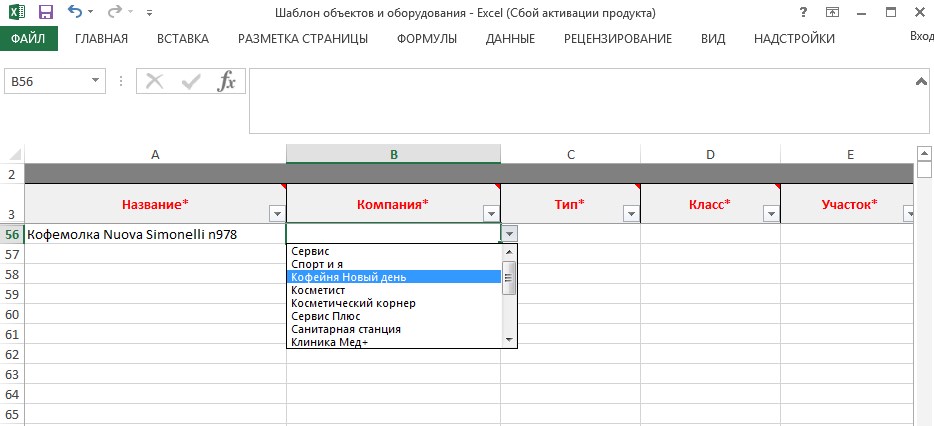 Шаблон объектов и оборудования - Excel (Сбой активации продукта)
ФАЙЛ ГЛАВНАЯ ВСТАВКА РАЗМЕТКА СТРАНИЦЫ ФОРМУЛЫ ДАННЫЕ РЕЦЕНЗИРОВАНИЕ ВИД НАДСТРОЙКИ Вход
B56 fx
A B C D E
2
3 Название* Компания* Тип* Класс* Участок*
56 Кофемолка Nuova Simonelli n978
57 Сервис
Спорт и я
58 Кофейня Новый день
59 Косметист
60 Косметический корнер
61 Сервис Плюс
Санитарная станция
62 Клиника Мед+
63
64
65